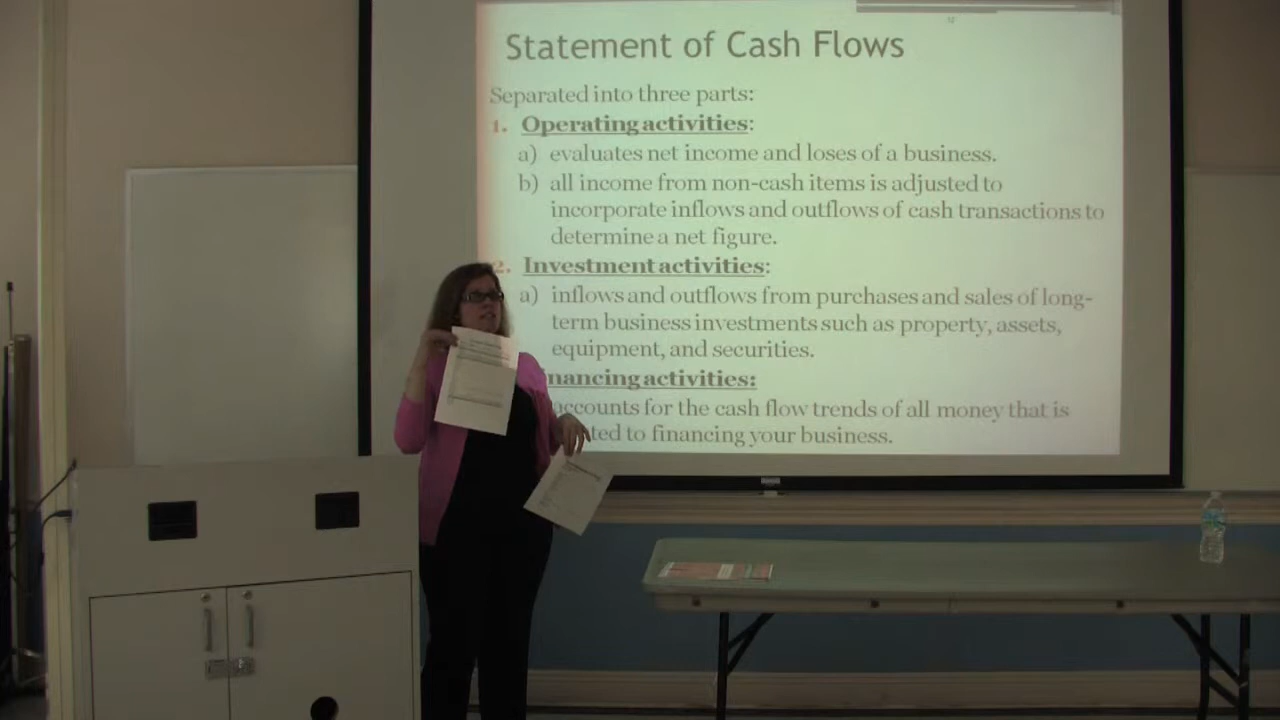 Statement of Cash Flows
Separated into three parts:
1. Operating activities:
a) evaluates net income and loses of a business.
b) all income from non-cash items is adjusted to
incorporate inflows and outflows of cash transactions to
determine a net figure.
2. Investment activities:
a) inflows and outflows from purchases and sales of long-
term business investments such as property, assets,
equipment, and securities.
nancing activities:
accounts for the cash flow trends of all money that is
ted to financing your business.